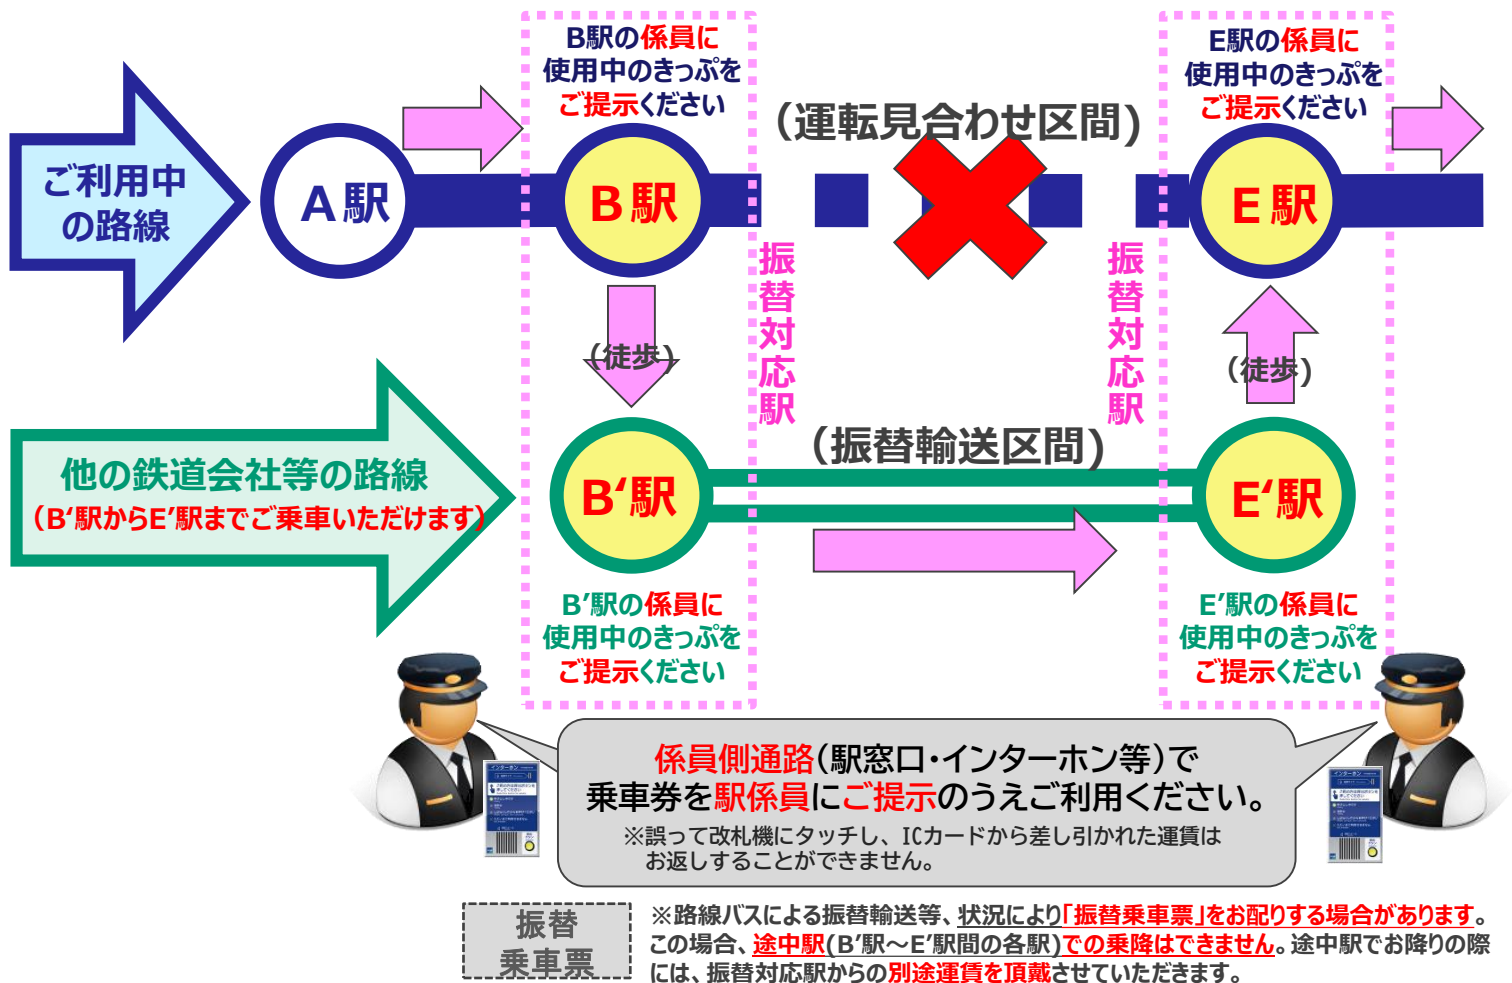 B駅の係員に
使用中のきっぷを
ご提示ください
E駅の係員に
使用中のきっぷを
ご提示ください
(運転見合わせ区間)
ご利用中
の路線
A駅
B駅
E駅
振替対応駅
振替対応駅
(徒歩)
(徒歩)
(振替輸送区間)
他の鉄道会社等の路線
(B‘駅からE’駅までご乗車いただけます)
B‘駅
E‘駅
B’駅の係員に
使用中のきっぷを
ご提示ください
E’駅の係員に
使用中のきっぷを
ご提示ください
インターホン
インターホン
係員側通路(駅窓口・インターホン等)で
乗車券を駅係員にご提示のうえご利用ください。
※誤って改札機にタッチし、ICカードから差し引かれた運賃は
お返しすることができません。
振替
乗車票
※路線バスによる振替輸送等、状況により「振替乗車票」をお配りする場合があります。
この場合、途中駅(B’駅～E’駅間の各駅)での乗降はできません。途中駅でお降りの際
には、振替対応駅からの別途運賃を頂戴させていただきます。